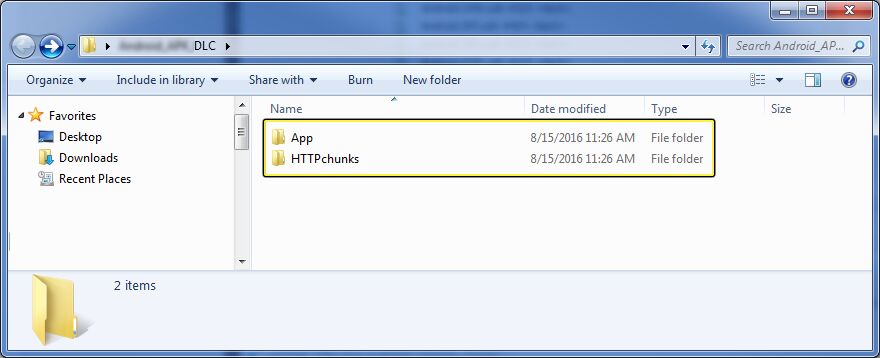 Android_APK_DLC
Search Android_AP...
Organize Include in library Share with Burn New folder
Name Date modified Type Size
Favorites
Desktop
Downloads
Recent Places
App 8/15/2016 11:26 AM File folder
HTTPchunks 8/15/2016 11:26 AM File folder
2 items